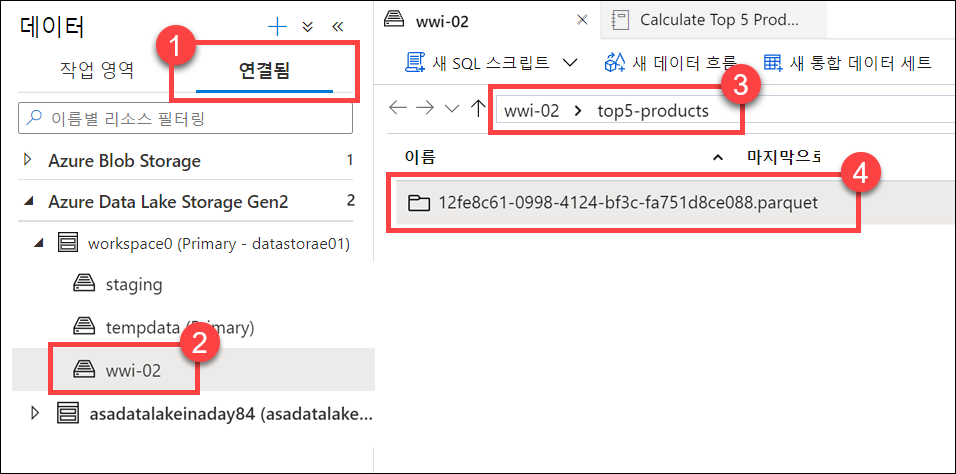 데이터
1
작업 영역
연결됨
이름별 리소스 필터링
Azure Blob Storage
1
Azure Data Lake Storage Gen2
2
workspace0 (Primary - datastorae01)
staging
tempdata (Primary)
2
wwi-02
asadatalakeinaday84 (asadatalake...
wwi-02
Calculate Top 5 Prod...
새 SQL 스크립트
새 데이터 흐름
새 통합 데이터 세트
3
wwi-02 > top5-products
이름
마지막으로
4
12fe8c61-0998-4124-bf3c-fa751d8ce088.parquet